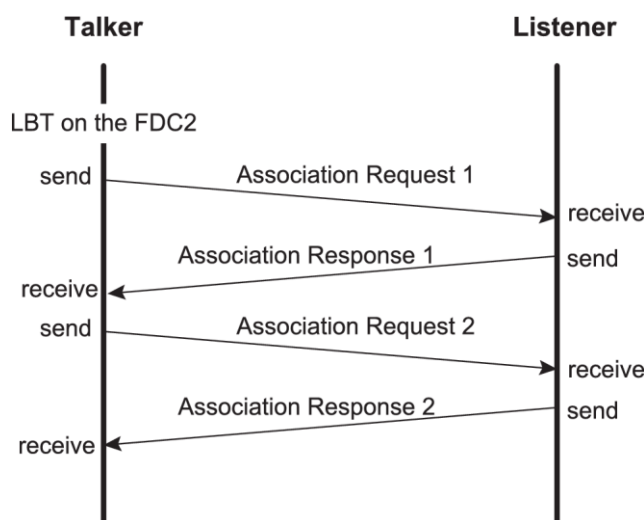 Talker
Listener
LBT on the FDC2
send
Association Request 1
receive
Association Response 1
send
receive
send
Association Request 2
receive
Association Response 2
send
receive